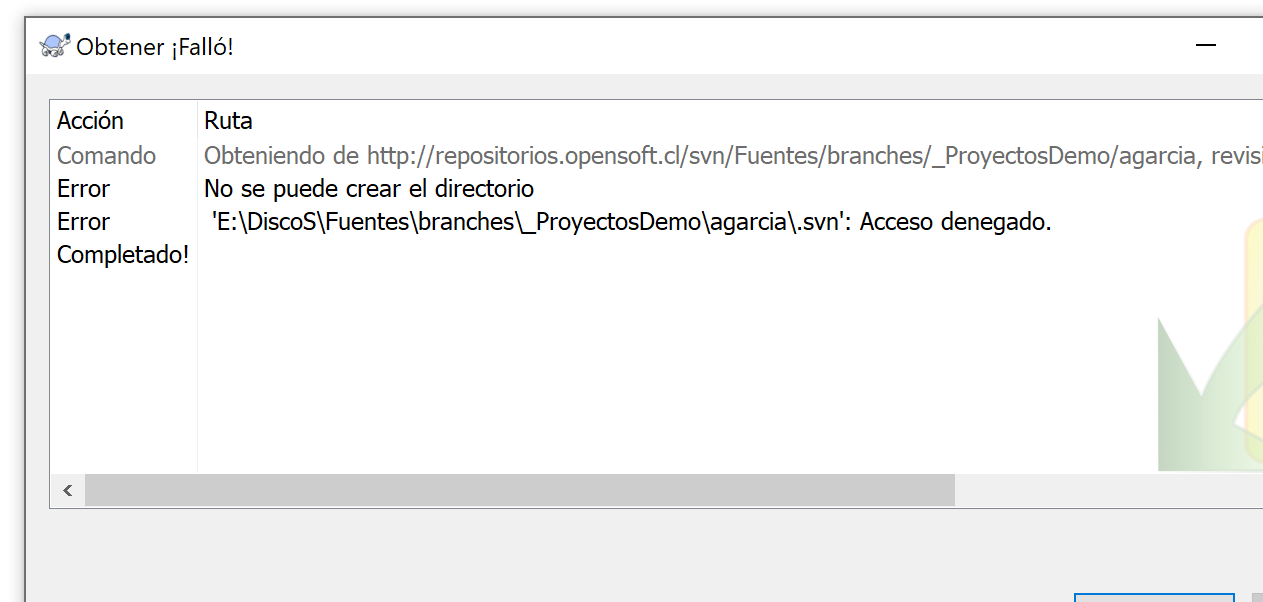 Obtener ¡Falló!
Acción Ruta
Comando Obteniendo de http://repositorios.opensoft.cl/svn/Fuentes/branches/_ProyectosDemo/agarcia,
Error No se puede crear el directorio
Error 'E:\DiscoS\Fuentes\branches\_ProyectosDemo\agarcia\.svn': Acceso denegado.
Completado!